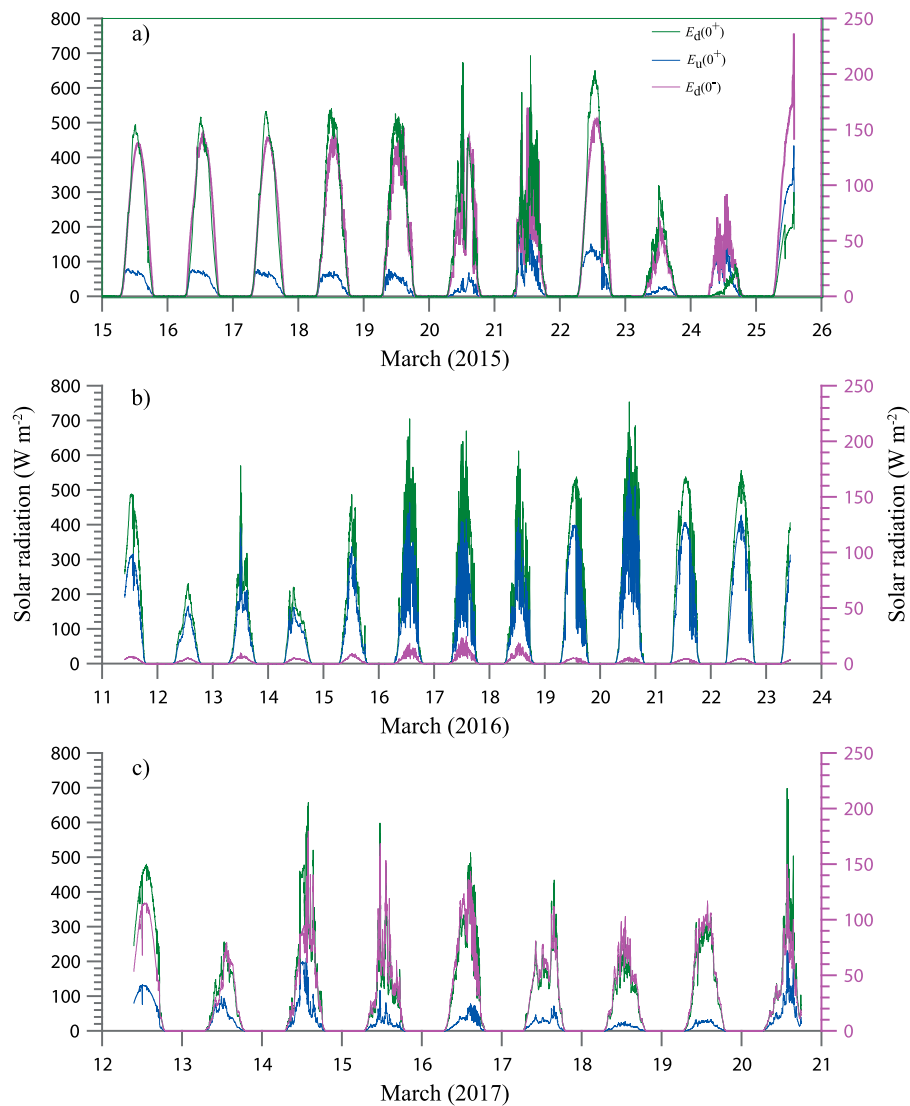 a)
E_d(0^+)
E_u(0^+)
E_d(0^-)
800 700 600 500 400 300 200 100 0
250 200 150 100 50 0
15 16 17 18 19 20 21 22 23 24 25 26
March (2015)
b)
Solar radiation (W m^-2)
Solar radiation (W m^-2)
800 700 600 500 400 300 200 100 0
250 200 150 100 50 0
11 12 13 14 15 16 17 18 19 20 21 22 23 24
March (2016)
c)
800 700 600 500 400 300 200 100 0
250 200 150 100 50 0
12 13 14 15 16 17 18 19 20 21
March (2017)